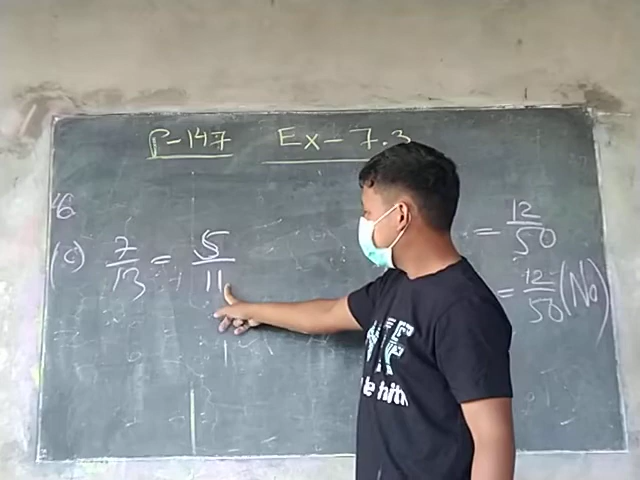 P-147 Ex-7.3
46
(c) 7/13 = 5/11
= 12/50
= 12/50 (No)